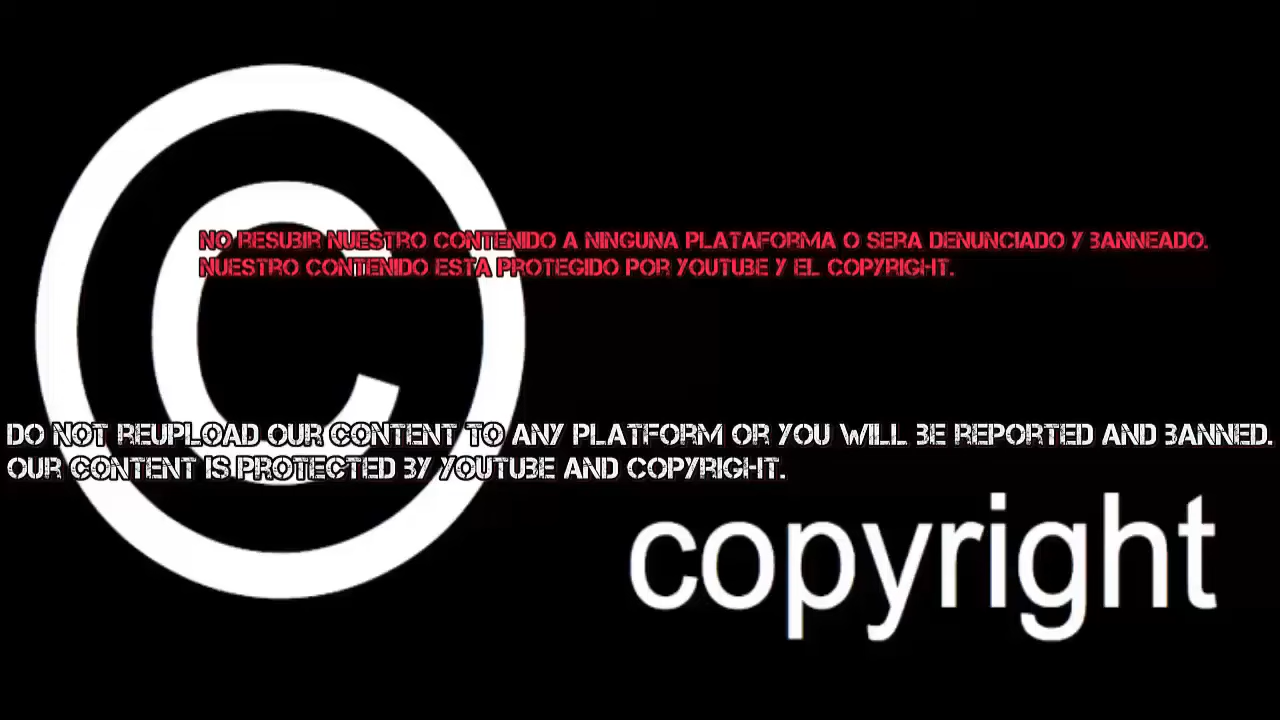 NO RESUBIR NUESTRO CONTENIDO A NINGUNA PLATAFORMA O SERA DENUNCIADO Y BANNEADO.
NUESTRO CONTENIDO ESTA PROTEGIDO POR YOUTUBE Y EL COPYRIGHT.
DO NOT REUPLOAD OUR CONTENT TO ANY PLATFORM OR YOU WILL BE REPORTED AND BANNED.
OUR CONTENT IS PROTECTED BY YOUTUBE AND COPYRIGHT.
©
copyright